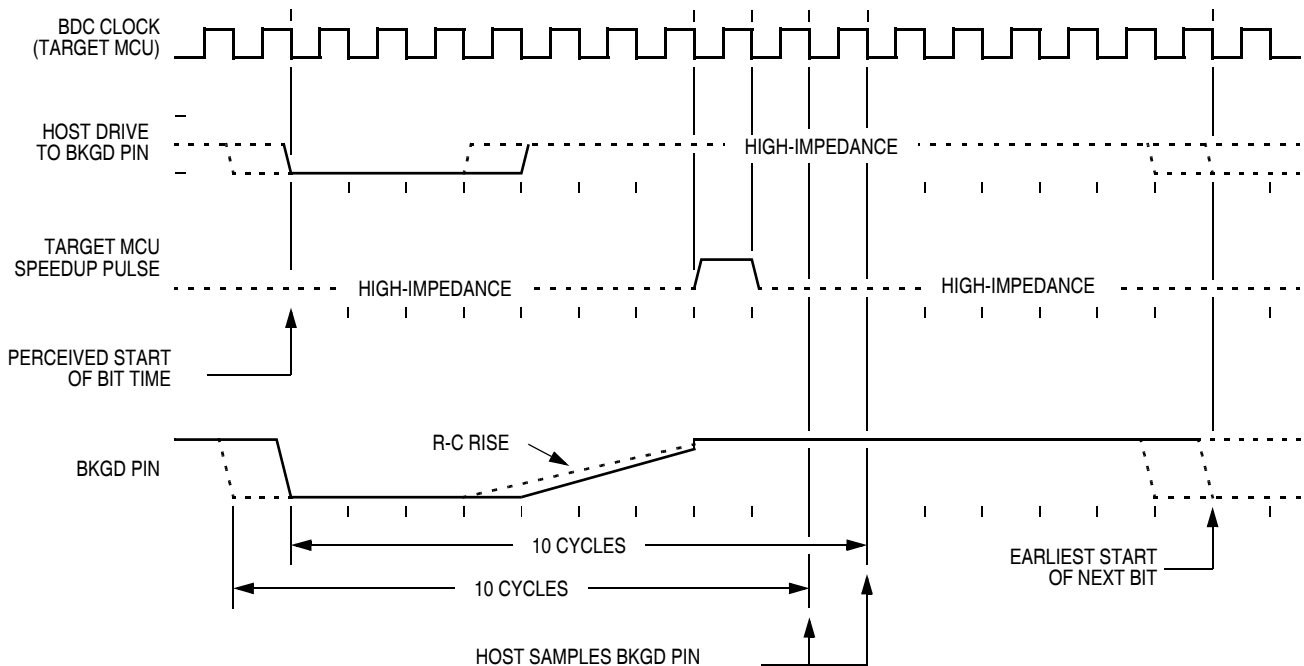 BDC CLOCK
(TARGET MCU)
HOST DRIVE
TO BKGD PIN
HIGH-IMPEDANCE
TARGET MCU
SPEEDUP PULSE
HIGH-IMPEDANCE
HIGH-IMPEDANCE
PERCEIVED START
OF BIT TIME
R-C RISE
BKGD PIN
10 CYCLES
EARLIEST START
OF NEXT BIT
10 CYCLES
HOST SAMPLES BKGD PIN